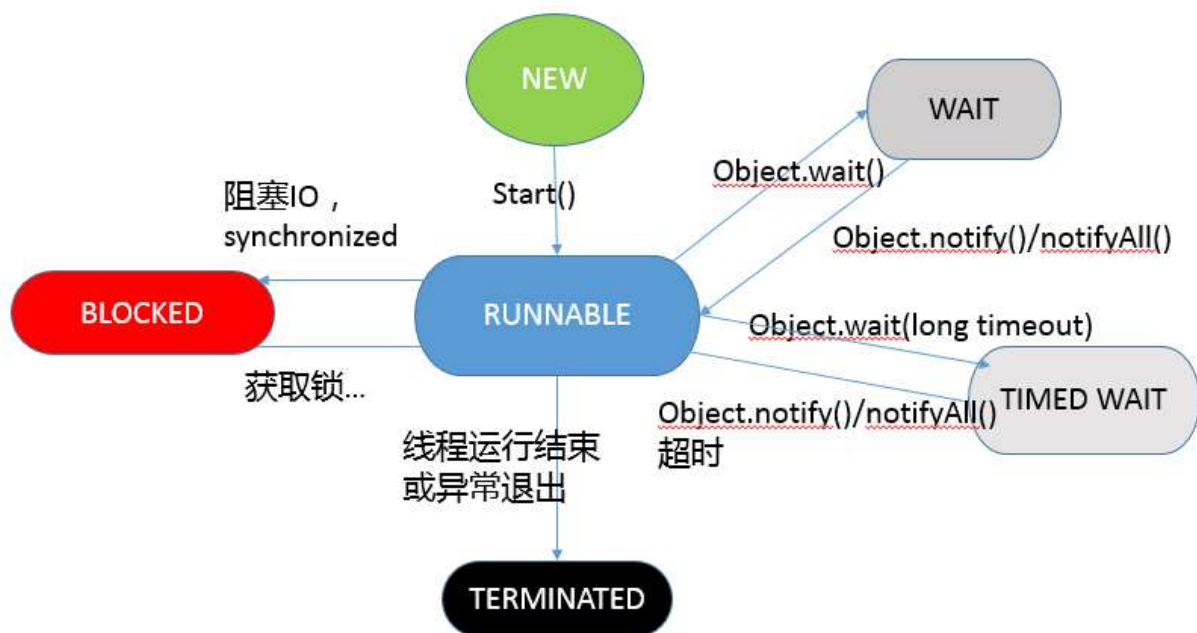 NEW
WAIT
Object.wait()
Start()
阻塞IO，
synchronized
Object.notify()/notifyAll()
BLOCKED
RUNNABLE
Object.wait(long timeout)
获取锁...
TIMED WAIT
Object.notify()/notifyAll()
超时
线程运行结束
或异常退出
TERMINATED